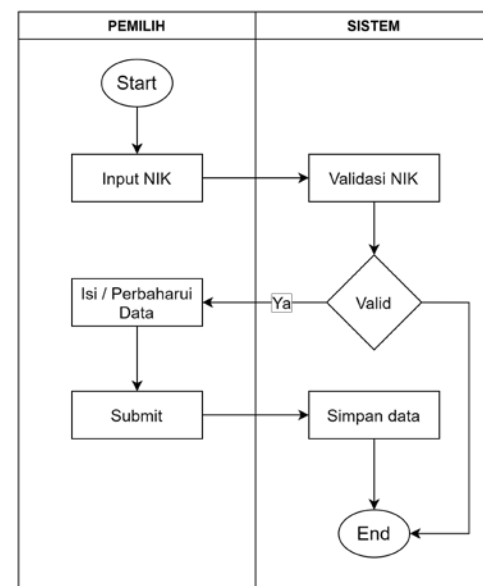 PEMILIH
SISTEM
Start
Input NIK
Validasi NIK
Isi / Perbaharui
Data
Ya
Valid
Submit
Simpan data
End